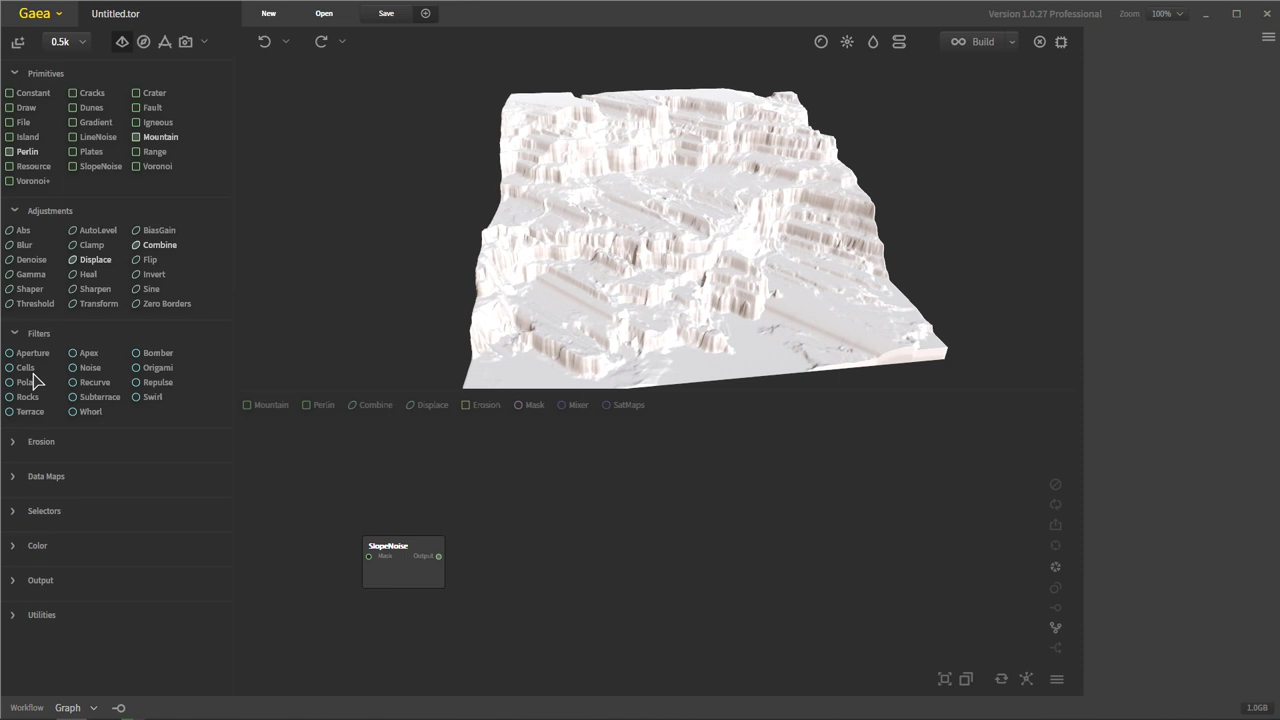 Gaea Untitled.tor New Open Save Version 1.0.27 Professional Zoom 100%
0.5k Build
Primitives
Constant Cracks Crater
Draw Dunes Fault
File Gradient Igneous
Island LineNoise Mountain
Perlin Plates Range
Resource SlopeNoise Voronoi
Voronoi+
Adjustments
Abs AutoLevel BiasGain
Blur Clamp Combine
Denoise Displace Flip
Gamma Heal Invert
Shaper Sharpen Sine
Threshold Transform Zero Borders
Filters
Aperture Apex Bomber
Cells Noise Origami
Recurve Repulse
Rocks Subterrace Swirl
Terrace Whorl
Erosion
Data Maps
Selectors
Color
Output
Utilities
Mountain Perlin Combine Displace Erosion Mask Mixer SatMaps
SlopeNoise
Mask Output
Workflow Graph 1.0GB